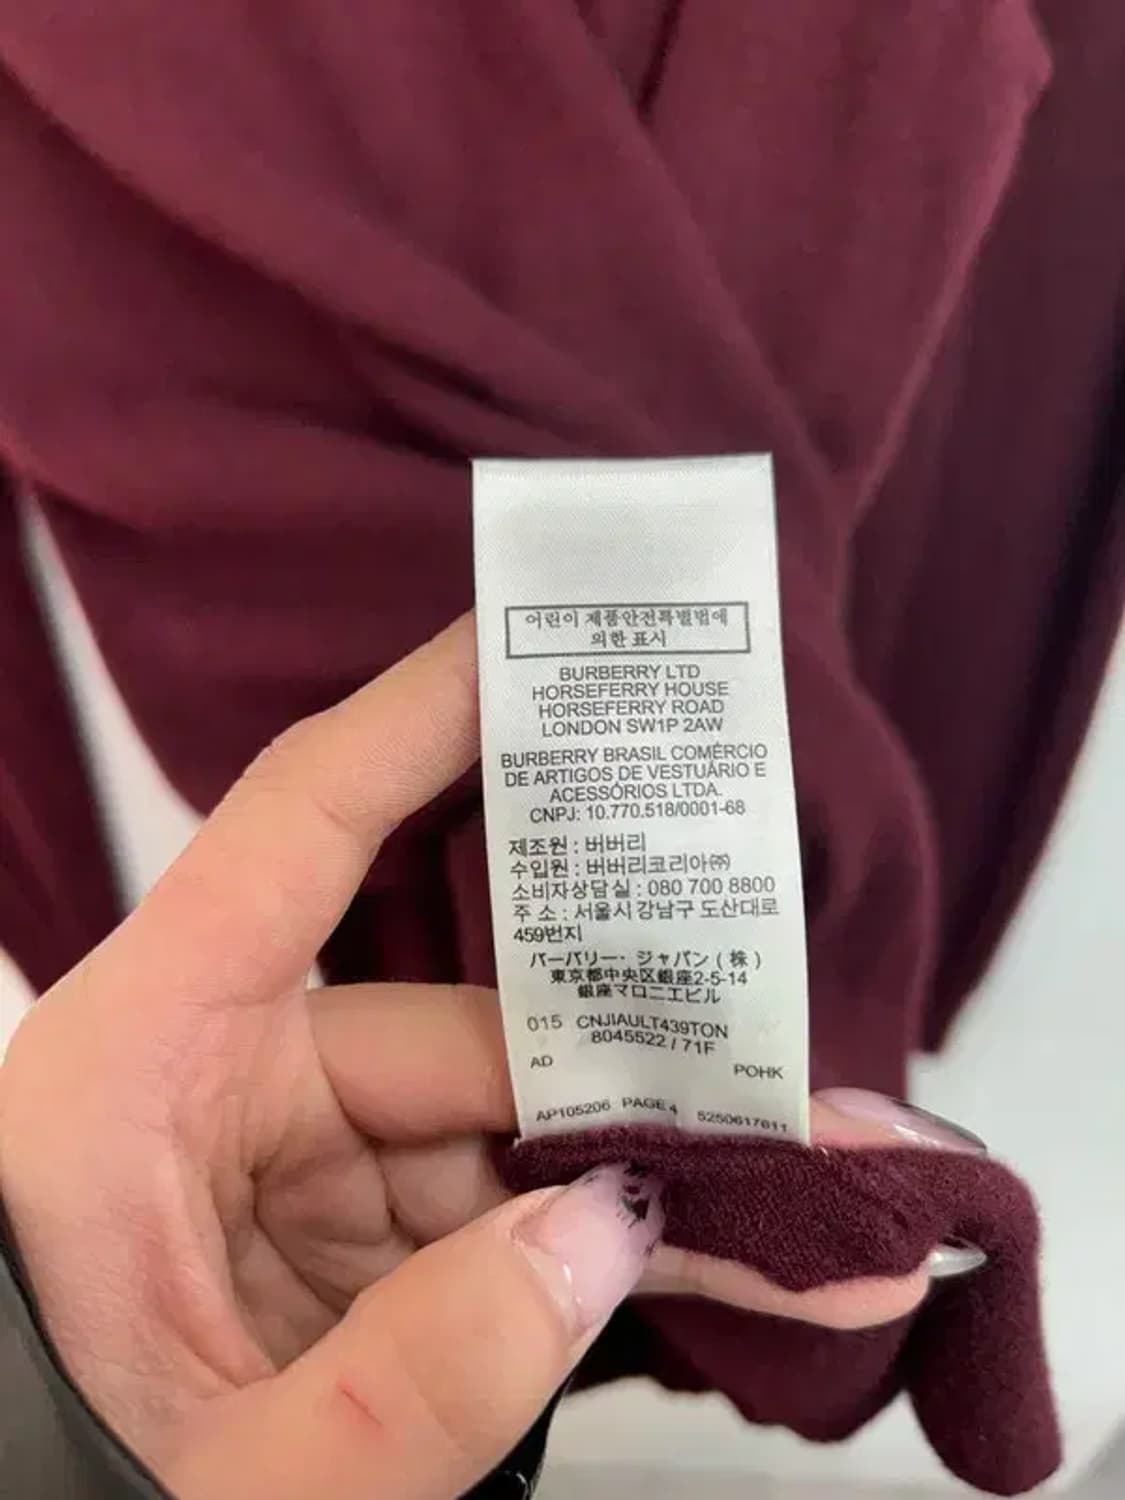 어린이 제품안전특별법에
의한 표시
BURBERRY LTD
HORSEFERRY HOUSE
HORSEFERRY ROAD
LONDON SW1P 2AW
BURBERRY BRASIL COMÉRCIO
DE ARTIGOS DE VESTUÁRIO E
ACESSÓRIOS LTDA.
CNPJ: 10.770.518/0001-68
제조원 : 버버리
수입원 : 버버리코리아㈜
소비자상담실 : 080 700 8800
주 소 : 서울시 강남구 도산대로
459번지
バーバリー・ジャパン ( 株 )
東京都中央区銀座2-5-14
銀座マロニエビル
015 CNJIAULT439TON
8045522 / 71F
AD
POHK
AP105206 PAGE 4 5250617611